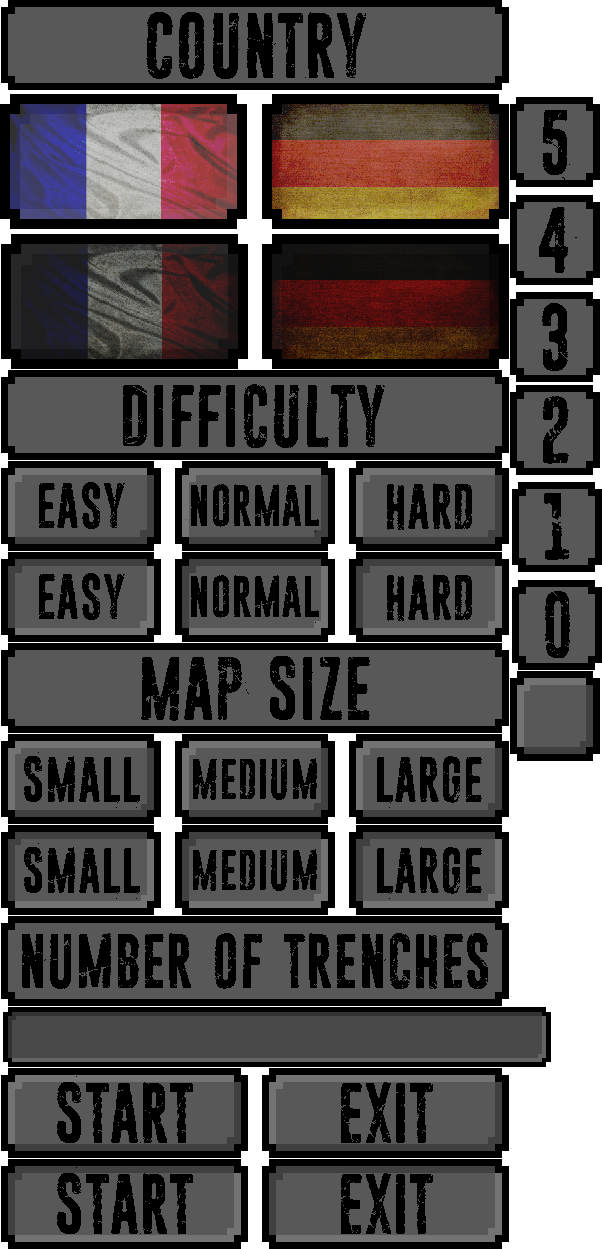 COUNTRY
5
4
3
DIFFICULTY
2
EASY NORMAL HARD
1
EASY NORMAL HARD
0
MAP SIZE
SMALL MEDIUM LARGE
SMALL MEDIUM LARGE
NUMBER OF TRENCHES
START EXIT
START EXIT